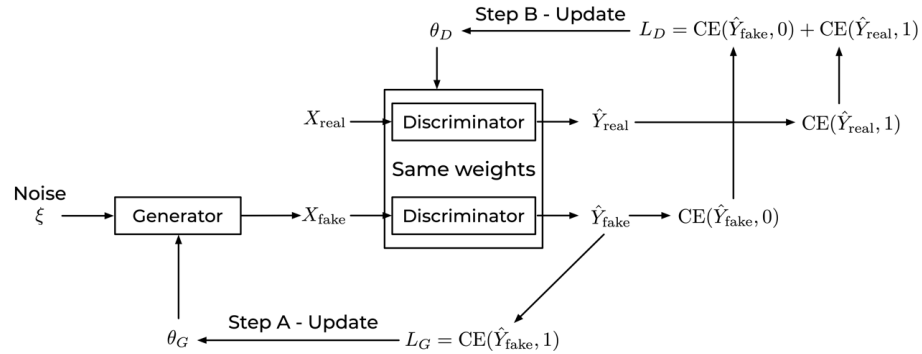 Step B - Update
θ_D
L_D = CE(Ŷ_fake, 0) + CE(Ŷ_real, 1)
X_real
Discriminator
Ŷ_real
CE(Ŷ_real, 1)
Same weights
Noise
ξ
Generator
X_fake
Discriminator
Ŷ_fake
CE(Ŷ_fake, 0)
Step A - Update
θ_G
L_G = CE(Ŷ_fake, 1)